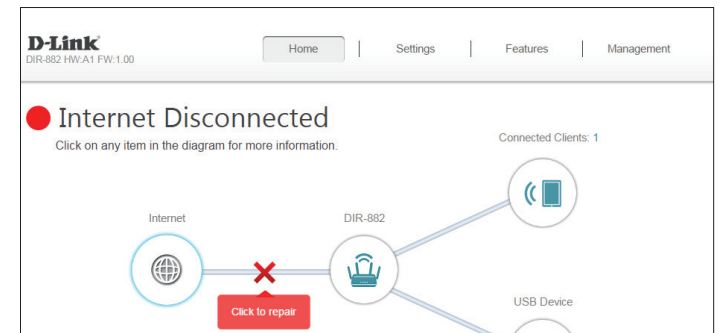 D-Link
DIR-882 HW:A1 FW:1.00
Home
Settings
Features
Management
Internet Disconnected
Click on any item in the diagram for more information.
Connected Clients: 1
Internet
DIR-882
Click to repair
USB Device